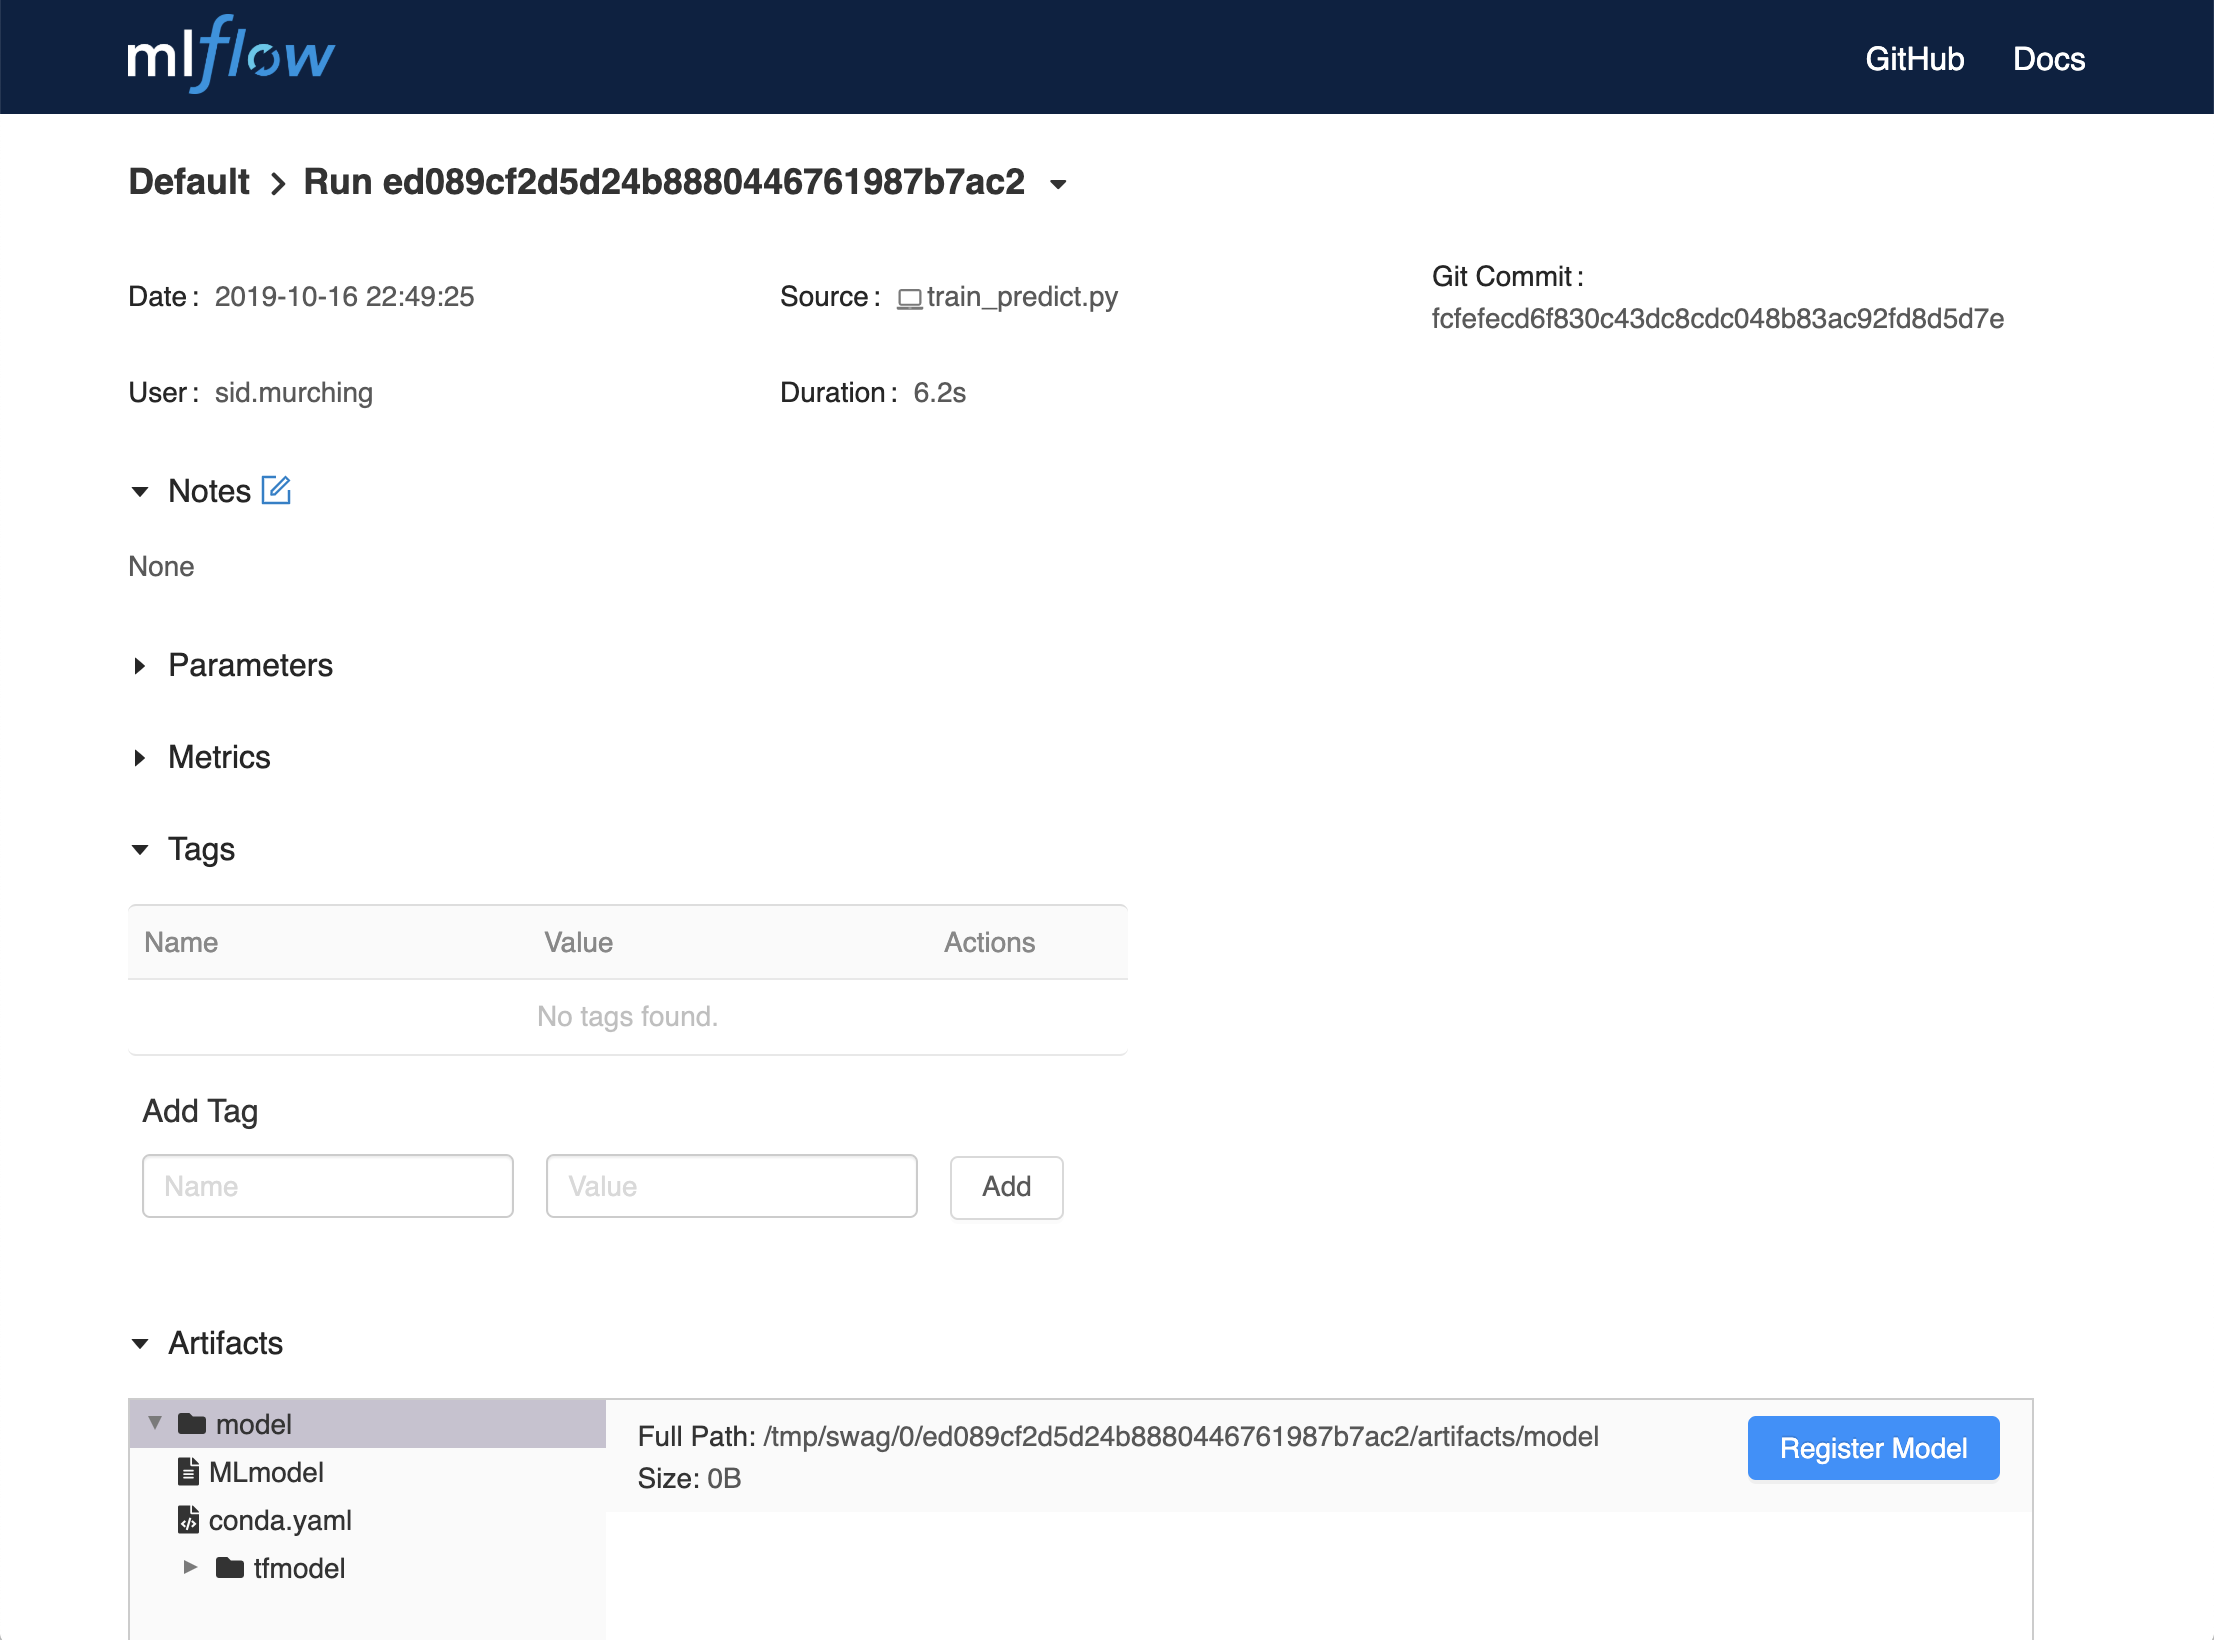 mlflow
GitHub Docs
Default > Run ed089cf2d5d24b8880446761987b7ac2
Date: 2019-10-16 22:49:25
Source: train_predict.py
Git Commit:
fcfefecd6f830c43dc8cdc048b83ac92fd8d5d7e
User: sid.murching
Duration: 6.2s
Notes
None
Parameters
Metrics
Tags
Name Value Actions
No tags found.
Add Tag
Name Value Add
Artifacts
model
MLmodel
conda.yaml
tfmodel
Full Path: /tmp/swag/0/ed089cf2d5d24b8880446761987b7ac2/artifacts/model
Size: 0B
Register Model